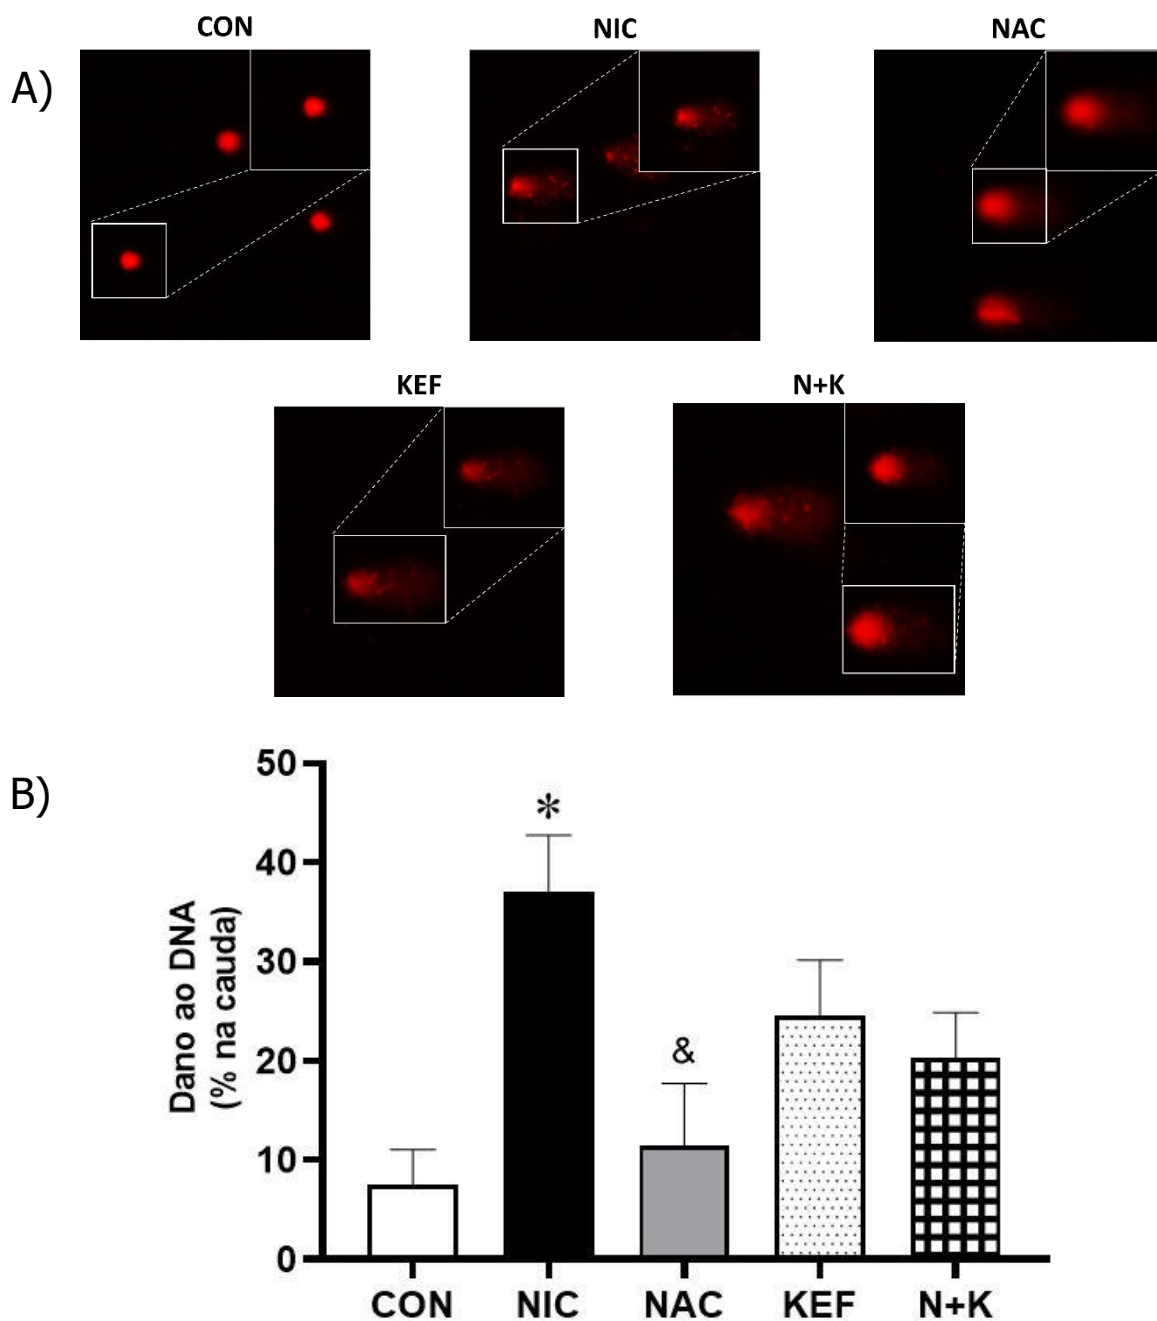 CON NIC NAC
A)
KEF N+K
B)
Dano ao DNA
(% na cauda)
50
40
30
20
10
0
*
&
CON NIC NAC KEF N+K